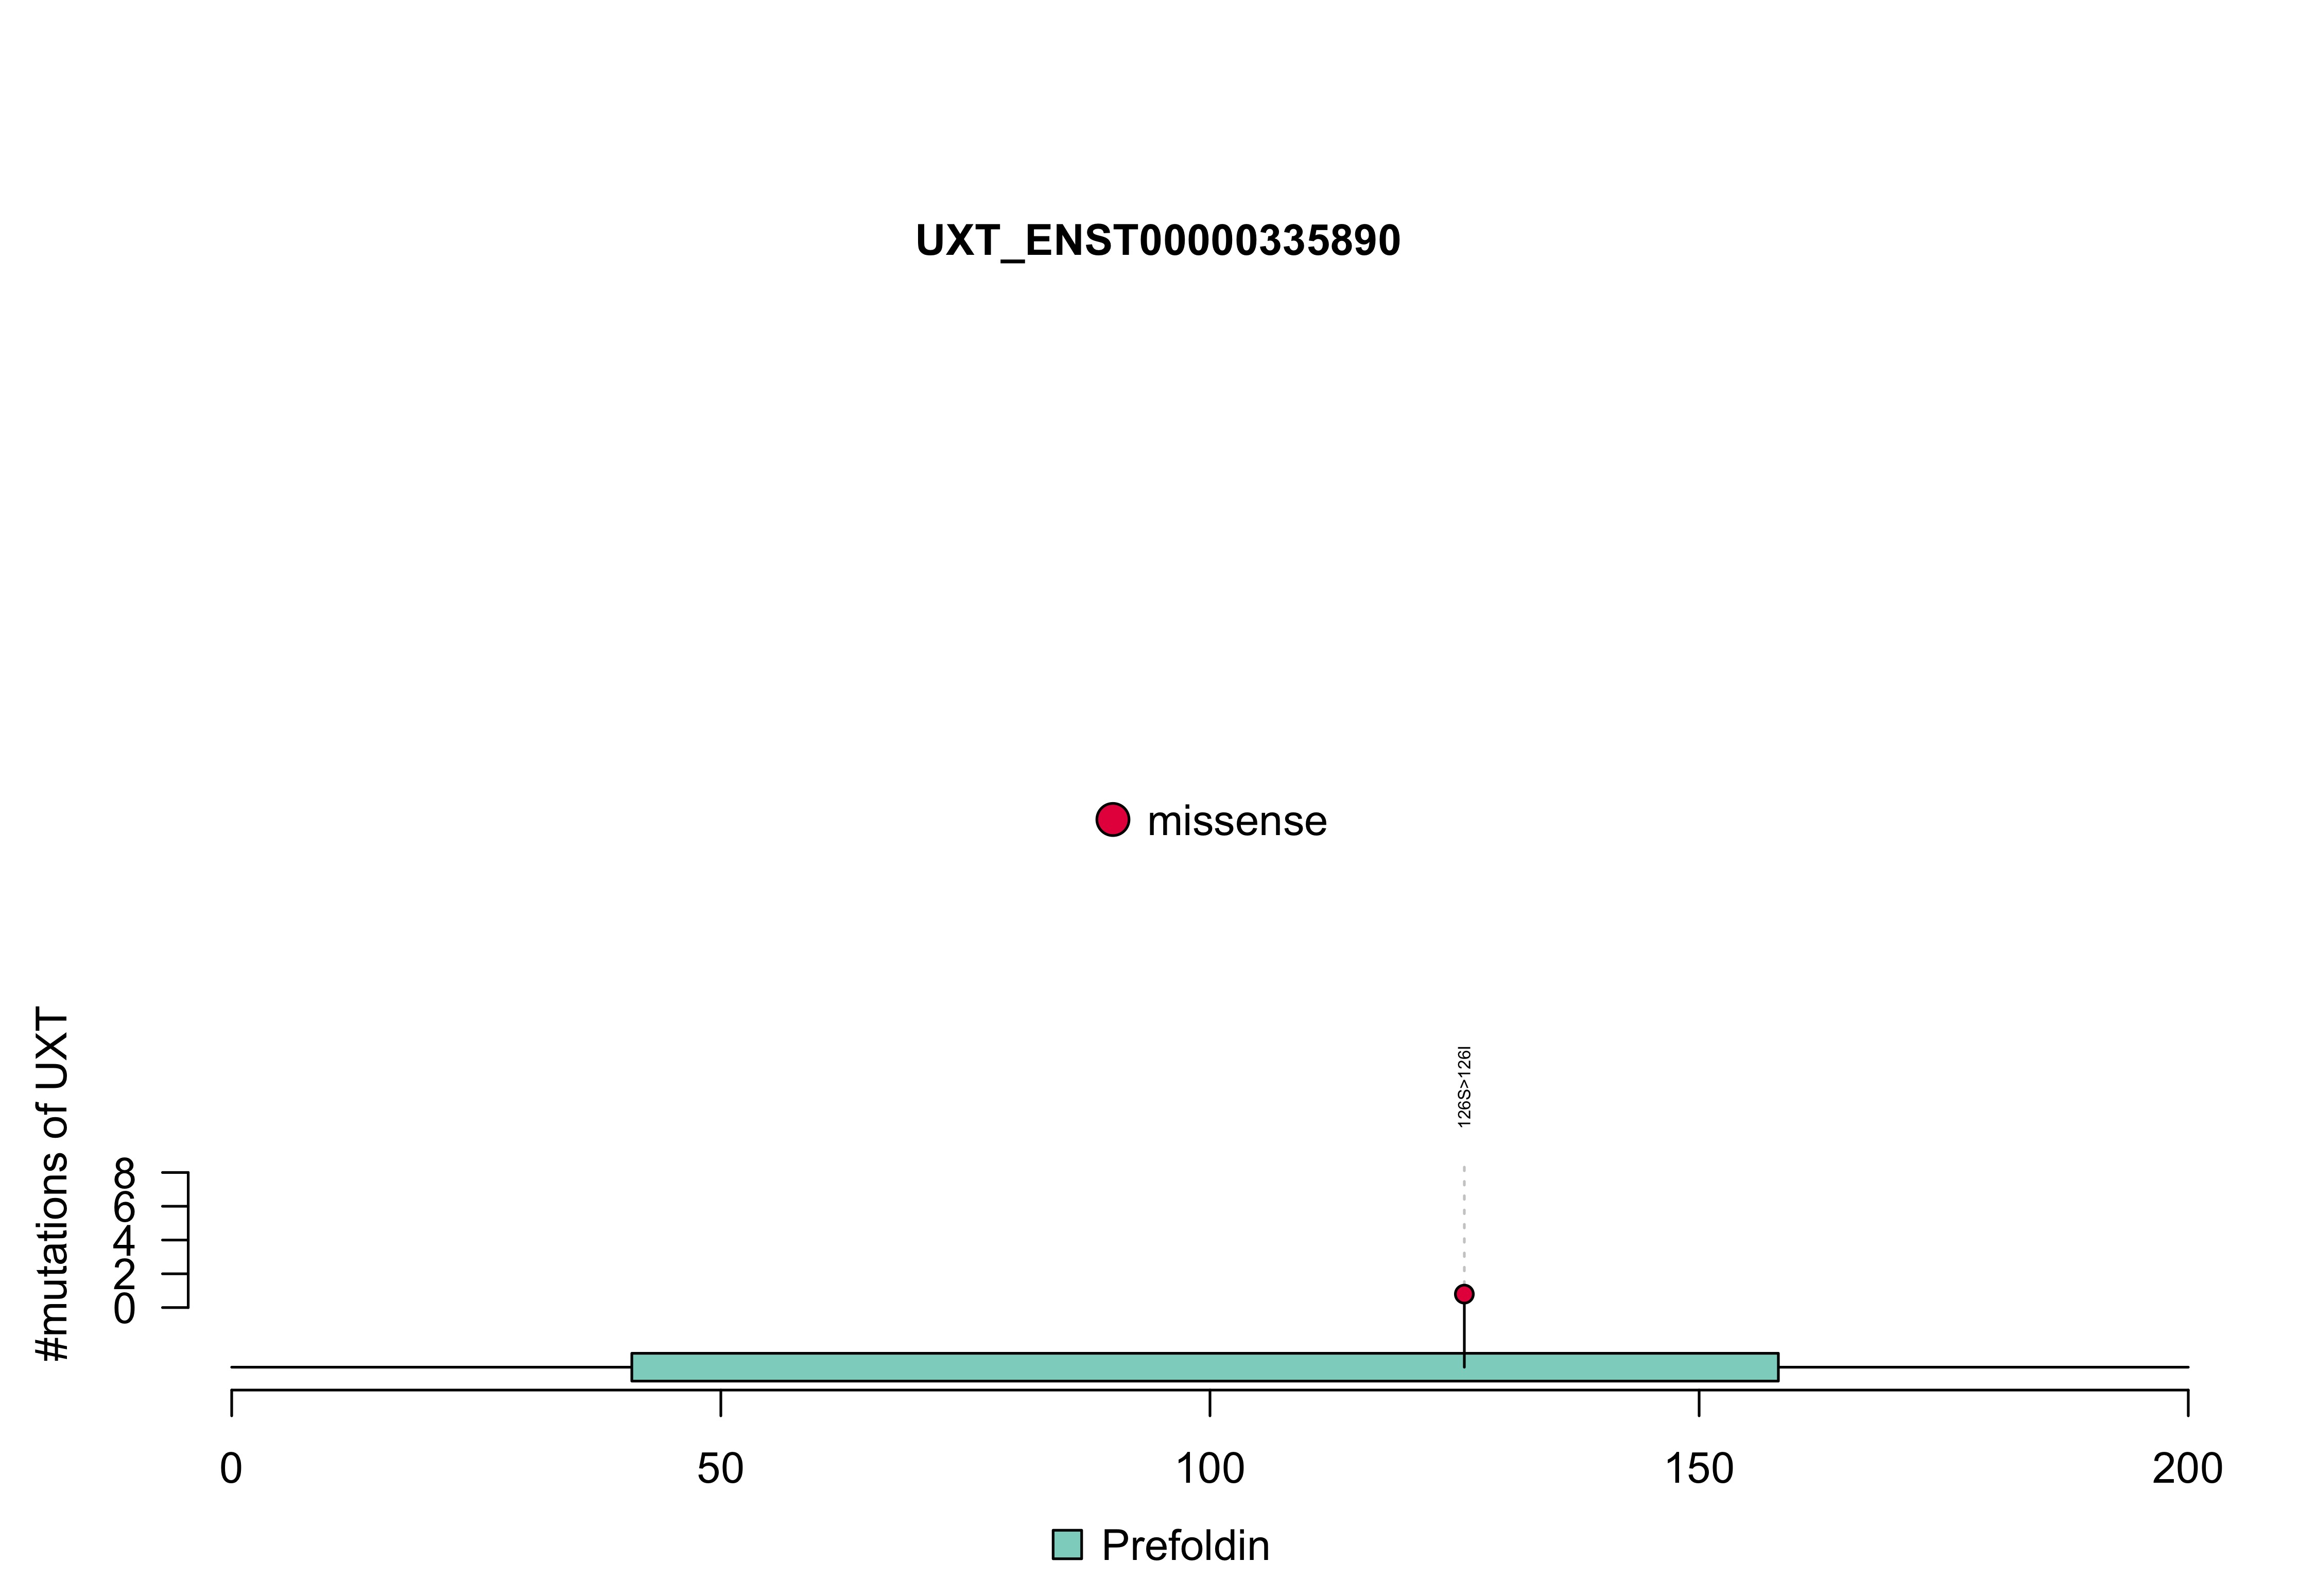 UXT_ENST00000335890
missense
#mutations of UXT
126S>126I
8
6
4
2
0
0 50 100 150 200
Prefoldin